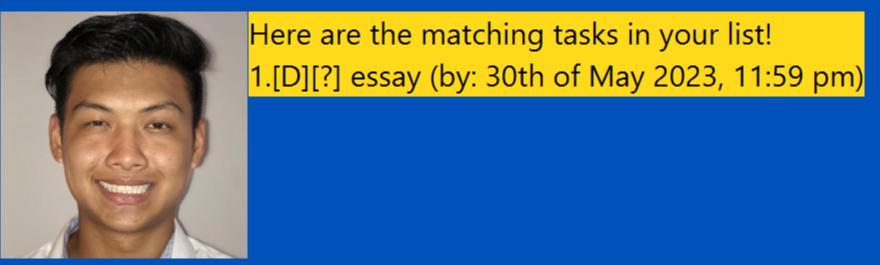 Here are the matching tasks in your list!
1.[D][?] essay (by: 30th of May 2023, 11:59 pm)